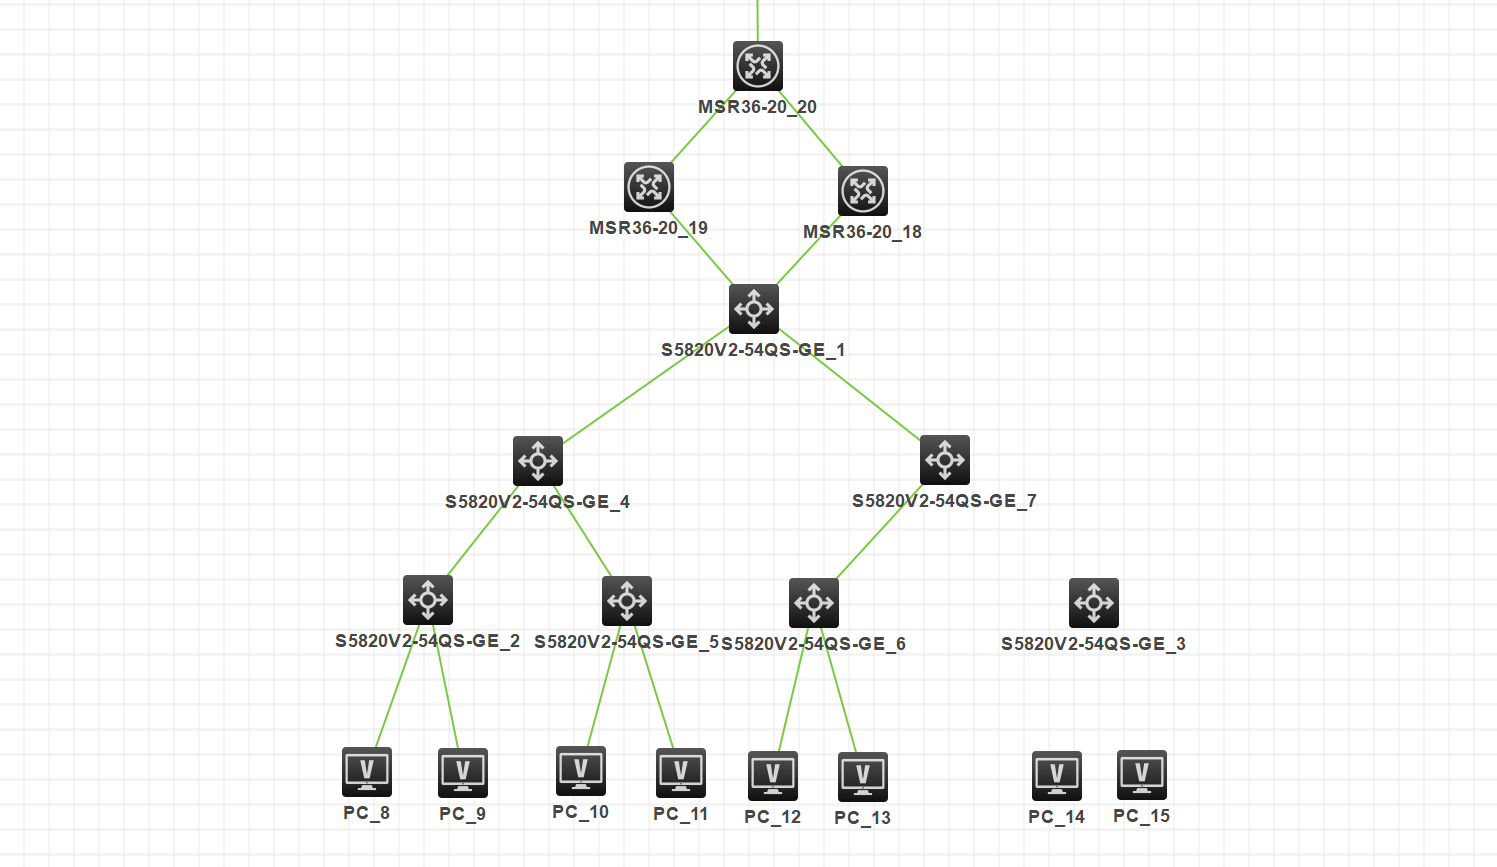 MSR36-20_20
MSR36-20_19
MSR36-20_18
S5820V2-54QS-GE_1
S5820V2-54QS-GE_4
S5820V2-54QS-GE_7
S5820V2-54QS-GE_2
S5820V2-54QS-GE_5
S5820V2-54QS-GE_6
S5820V2-54QS-GE_3
V
V
V
V
V
V
V
V
PC_8
PC_9
PC_10
PC_11
PC_12
PC_13
PC_14
PC_15